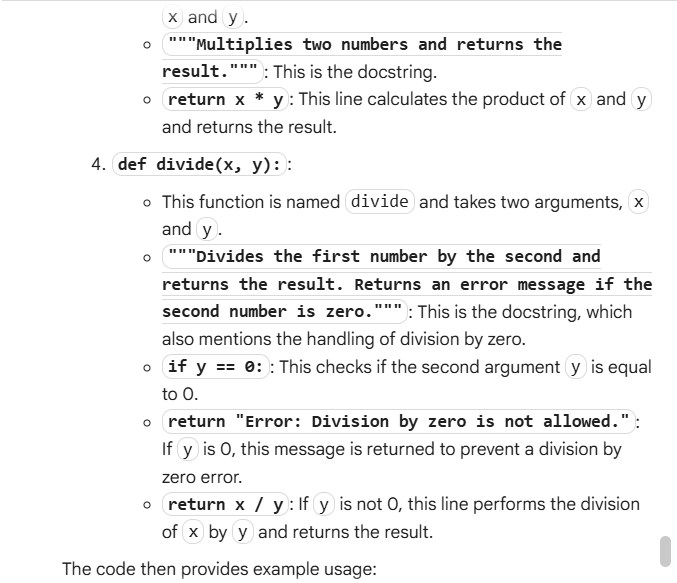 x and y.
"""Multiplies two numbers and returns the
result.""": This is the docstring.
return x * y: This line calculates the product of x and y
and returns the result.
4. def divide(x, y)::
This function is named divide and takes two arguments, x
and y.
"""Divides the first number by the second and
returns the result. Returns an error message if the
second number is zero.""": This is the docstring, which
also mentions the handling of division by zero.
if y == 0:: This checks if the second argument y is equal
to 0.
return "Error: Division by zero is not allowed.":
If y is 0, this message is returned to prevent a division by
zero error.
return x / y: If y is not 0, this line performs the division
of x by y and returns the result.
The code then provides example usage: